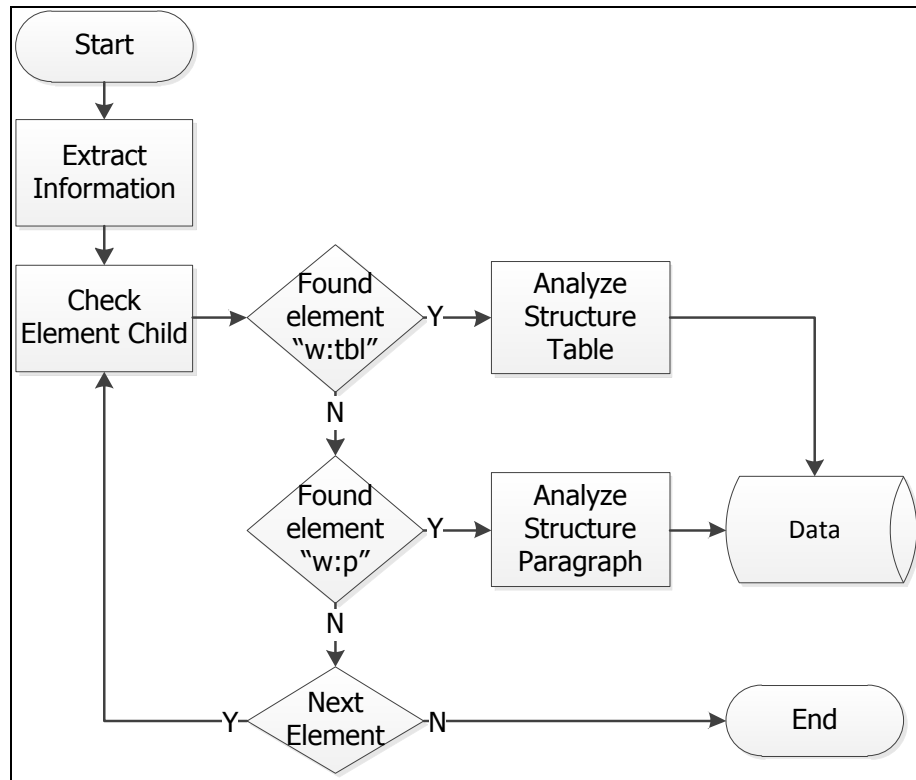 Start
Extract
Information
Check
Element Child
Found
element
“w:tbl”
Y
Analyze
Structure
Table
N
Found
element
“w:p”
Y
Analyze
Structure
Paragraph
Data
N
Next
Element
Y
N
End